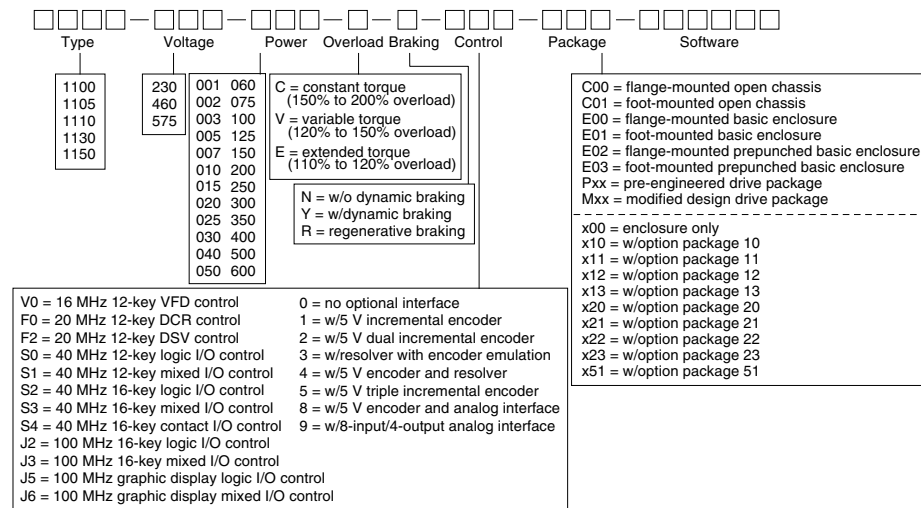 Type Voltage Power Overload Braking Control Package Software
1100
1105
1110
1130
1150
230
460
575
001 060
002 075
003 100
005 125
007 150
010 200
015 250
020 300
025 350
030 400
040 500
050 600
C = constant torque
(150% to 200% overload)
V = variable torque
(120% to 150% overload)
E = extended torque
(110% to 120% overload)
N = w/o dynamic braking
Y = w/dynamic braking
R = regenerative braking
C00 = flange-mounted open chassis
C01 = foot-mounted open chassis
E00 = flange-mounted basic enclosure
E01 = foot-mounted basic enclosure
E02 = flange-mounted prepunched basic enclosure
E03 = foot-mounted prepunched basic enclosure
Pxx = pre-engineered drive package
Mxx = modified design drive package
x00 = enclosure only
x10 = w/option package 10
x11 = w/option package 11
x12 = w/option package 12
x13 = w/option package 13
x20 = w/option package 20
x21 = w/option package 21
x22 = w/option package 22
x23 = w/option package 23
x51 = w/option package 51
V0 = 16 MHz 12-key VFD control
F0 = 20 MHz 12-key DCR control
F2 = 20 MHz 12-key DSV control
S0 = 40 MHz 12-key logic I/O control
S1 = 40 MHz 12-key mixed I/O control
S2 = 40 MHz 16-key logic I/O control
S3 = 40 MHz 16-key mixed I/O control
S4 = 40 MHz 16-key contact I/O control
J2 = 100 MHz 16-key logic I/O control
J3 = 100 MHz 16-key mixed I/O control
J5 = 100 MHz graphic display logic I/O control
J6 = 100 MHz graphic display mixed I/O control
0 = no optional interface
1 = w/5 V incremental encoder
2 = w/5 V dual incremental encoder
3 = w/resolver with encoder emulation
4 = w/5 V encoder and resolver
5 = w/5 V triple incremental encoder
8 = w/5 V encoder and analog interface
9 = w/8-input/4-output analog interface